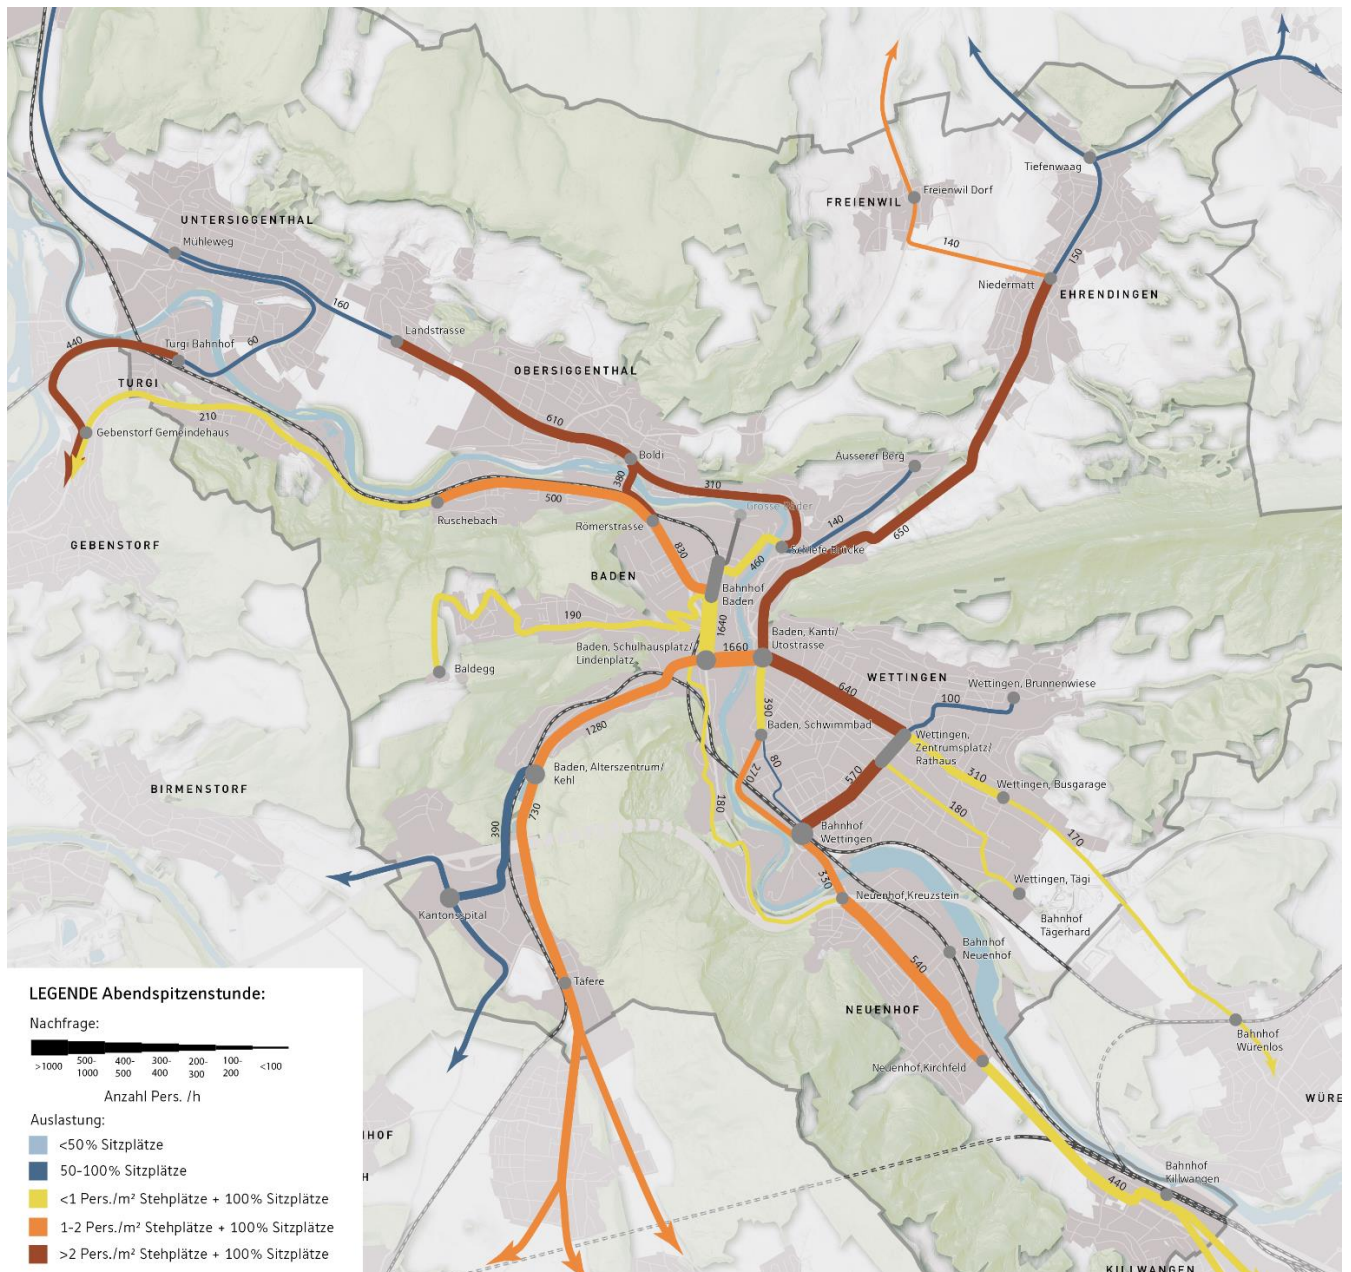 Tiefenwaag
Freienwil Dorf
FREIENWIL
UNTERSIGGENTHAL
Mühleweg
140
150
Niedermatt
EHRENDINGEN
160
Landstrasse
440
Turgi Bahnhof
60
TURGI
OBERSIGGENTHAL
210
610
Gebenstorf Gemeindehaus
Boldi
Äusserer Berg
380
310
500
Ruschebach
Römerstrasse
Grosse Bäder
140
650
GEBENSTORF
830
460
Schiefe Brücke
BADEN
Bahnhof
Baden
190
1640
Baden, Schulhausplatz/
Lindenplatz
1660
Baden, Kanti/
Utostrasse
Baldegg
WETTINGEN
640
Wettingen, Brunnenwiese
100
590
Baden, Schwimmbad
1280
Wettingen,
Zentrumsplatz/
Rathaus
Baden, Alterszentrum/
Kehl
80
270
570
310
Wettingen, Busgarage
BIRMENSTORF
730
390
180
180
170
Bahnhof
Wettingen
330
Wettingen, Tägi
Neuenhof,Kreuzstein
Kantonsspital
Bahnhof
Tägerhard
Bahnhof
Neuenhof
540
Täfere
NEUENHOF
Bahnhof
Würenlos
Neuenhof,Kirchfeld
WÜRE
HOF
H
Bahnhof
Killwangen
440
KILLWANGEN
LEGENDE Abendspitzenstunde:
Nachfrage:
>1000 500-1000 400-500 300-400 200-300 100-200 <100
Anzahl Pers. /h
Auslastung:
<50% Sitzplätze
50-100% Sitzplätze
<1 Pers./m² Stehplätze + 100% Sitzplätze
1-2 Pers./m² Stehplätze + 100% Sitzplätze
>2 Pers./m² Stehplätze + 100% Sitzplätze